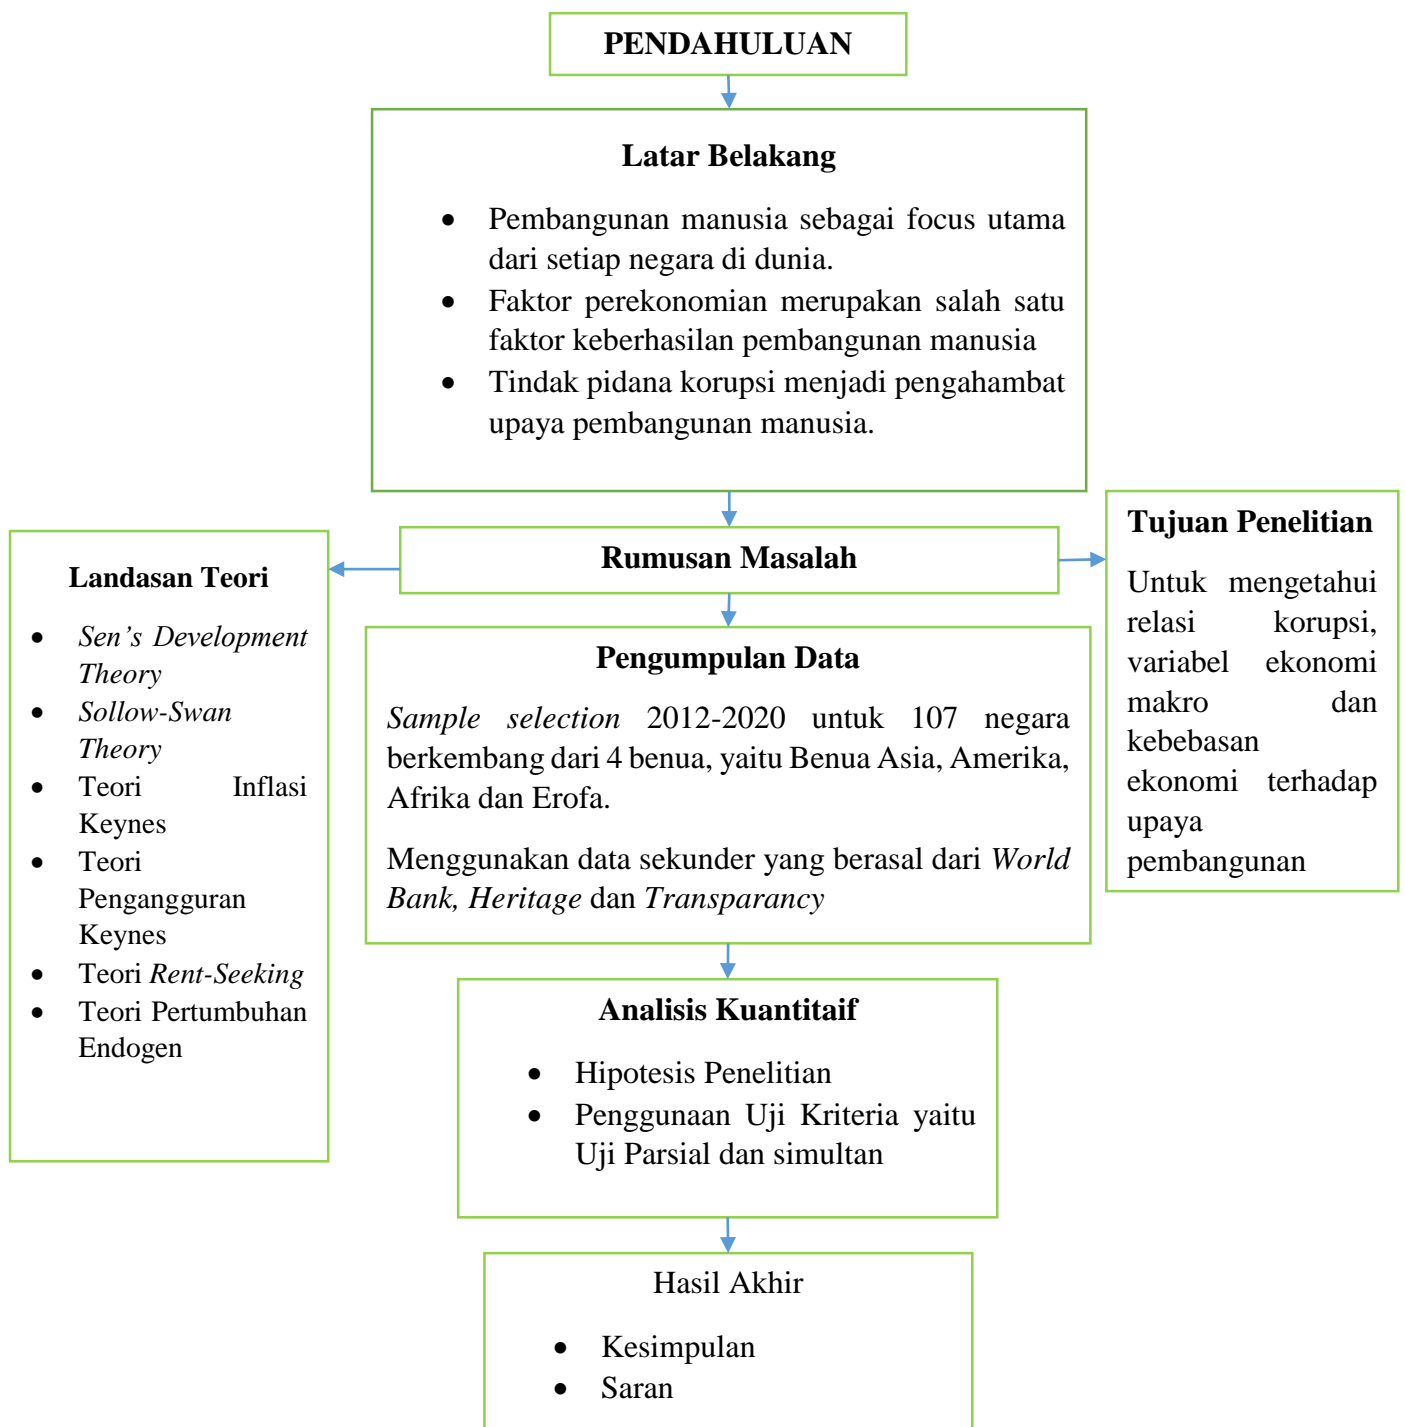 PENDAHULUAN
Latar Belakang
• Pembangunan manusia sebagai focus utama
dari setiap negara di dunia.
• Faktor perekonomian merupakan salah satu
faktor keberhasilan pembangunan manusia
• Tindak pidana korupsi menjadi pengahambat
upaya pembangunan manusia.
Rumusan Masalah
Landasan Teori
• Sen’s Development
Theory
• Sollow-Swan
Theory
• Teori Inflasi
Keynes
• Teori
Pengangguran
Keynes
• Teori Rent-Seeking
• Teori Pertumbuhan
Endogen
Tujuan Penelitian
Untuk mengetahui
relasi korupsi,
variabel ekonomi
makro dan
kebebasan
ekonomi terhadap
upaya
pembangunan
Pengumpulan Data
Sample selection 2012-2020 untuk 107 negara
berkembang dari 4 benua, yaitu Benua Asia, Amerika,
Afrika dan Erofa.
Menggunakan data sekunder yang berasal dari World
Bank, Heritage dan Transparancy
Analisis Kuantitaif
• Hipotesis Penelitian
• Penggunaan Uji Kriteria yaitu
Uji Parsial dan simultan
Hasil Akhir
• Kesimpulan
• Saran